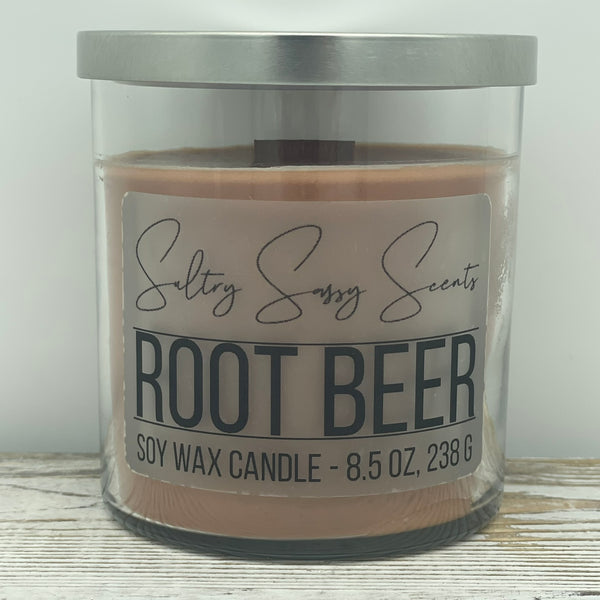 Sultry Sassy Scents
ROOT BEER
SOY WAX CANDLE - 8.5 OZ, 238 G